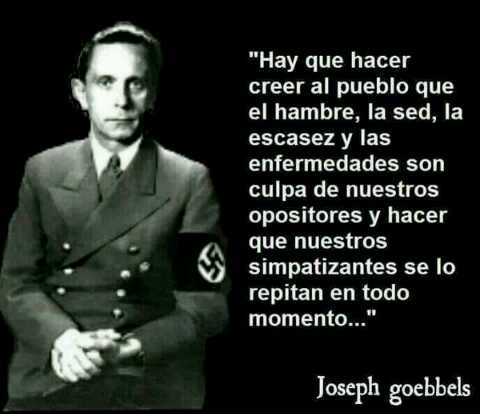 "Hay que hacer
creer al pueblo que
el hambre, la sed, la
escasez y las
enfermedades son
culpa de nuestros
opositores y hacer
que nuestros
simpatizantes se lo
repitan en todo
momento..."
Joseph goebbels